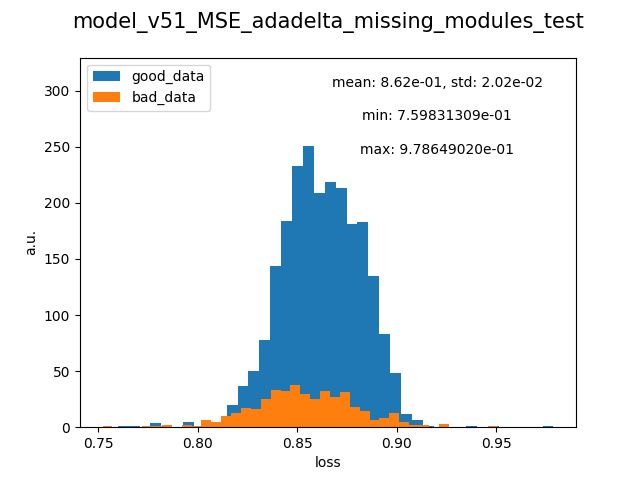 model_v51_MSE_adadelta_missing_modules_test
good_data
bad_data
mean: 8.62e-01, std: 2.02e-02
min: 7.59831309e-01
max: 9.78649020e-01
300
250
200
150
100
50
0
a.u.
0.75 0.80 0.85 0.90 0.95
loss